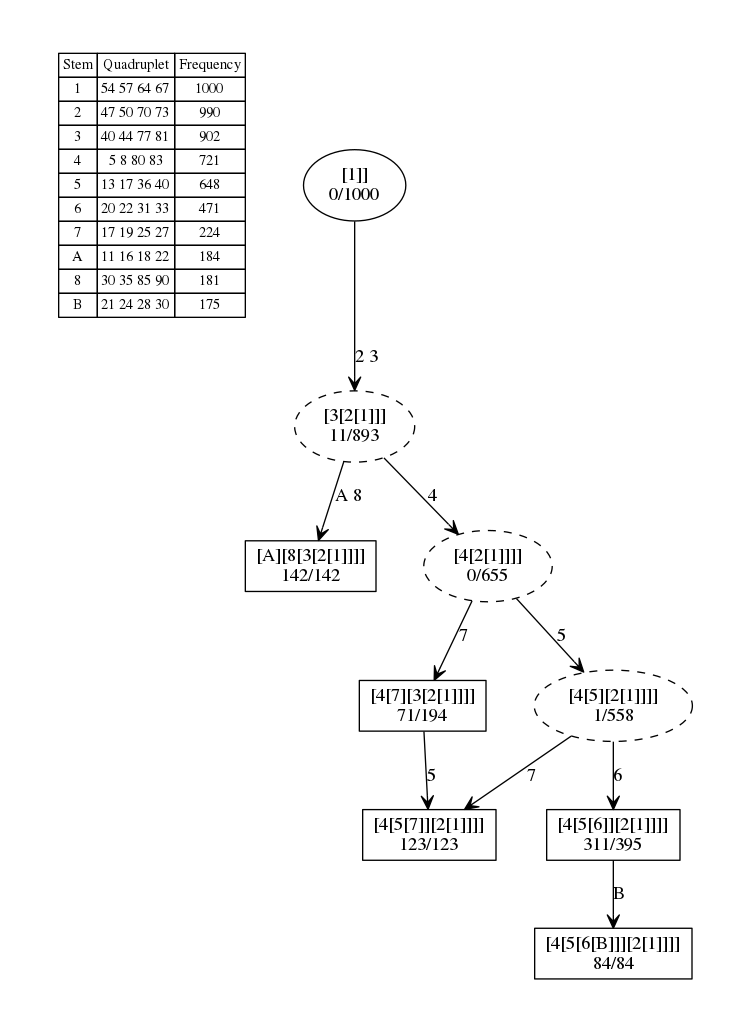 Stem Quadruplet Frequency
1 54 57 64 67 1000
2 47 50 70 73 990
3 40 44 77 81 902
4 5 8 80 83 721
5 13 17 36 40 648
6 20 22 31 33 471
7 17 19 25 27 224
A 11 16 18 22 184
8 30 35 85 90 181
B 21 24 28 30 175
[1]]
0/1000
2 3
[3[2[1]]]
11/893
A 8
4
[A][8[3[2[1]]]]
142/142
[4[2[1]]]]
0/655
7
5
[4[7][3[2[1]]]]
71/194
[4[5][2[1]]]]
1/558
5
7
6
[4[5[7]][2[1]]]]
123/123
[4[5[6]][2[1]]]]
311/395
B
[4[5[6[B]]][2[1]]]]
84/84